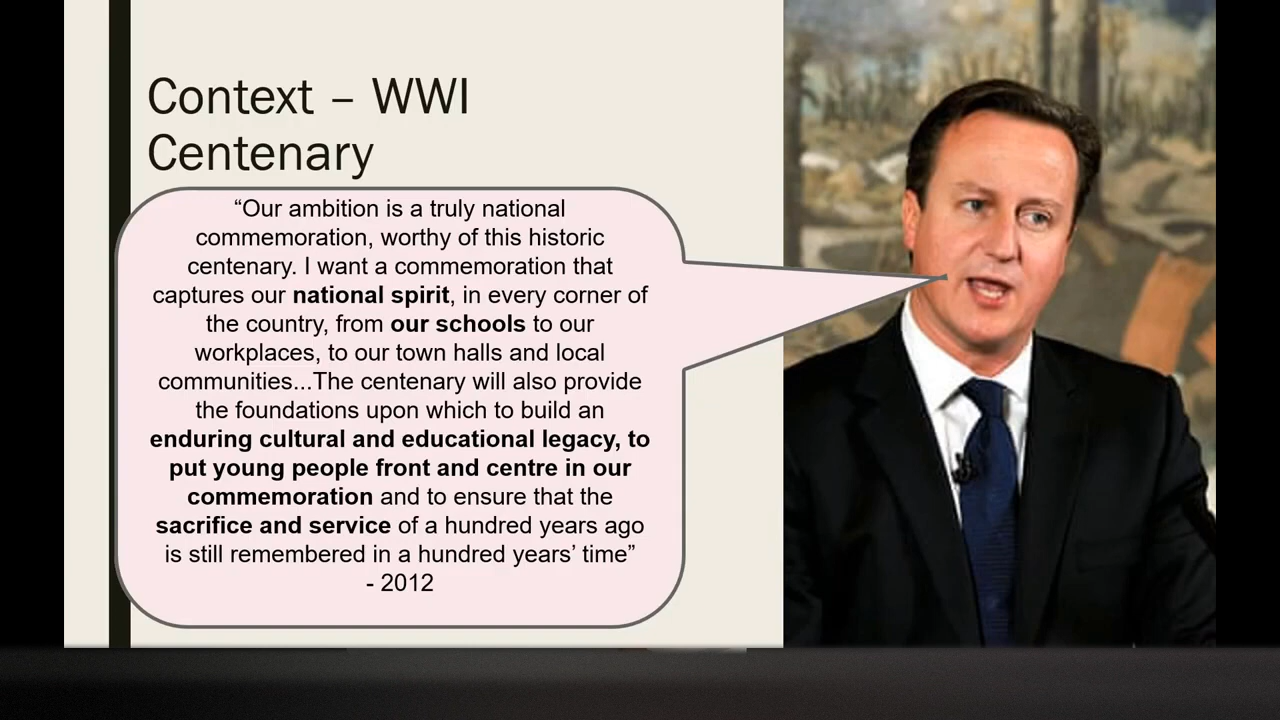 Context – WWI
Centenary
“Our ambition is a truly national
commemoration, worthy of this historic
centenary. I want a commemoration that
captures our national spirit, in every corner of
the country, from our schools to our
workplaces, to our town halls and local
communities...The centenary will also provide
the foundations upon which to build an
enduring cultural and educational legacy, to
put young people front and centre in our
commemoration and to ensure that the
sacrifice and service of a hundred years ago
is still remembered in a hundred years’ time”
- 2012